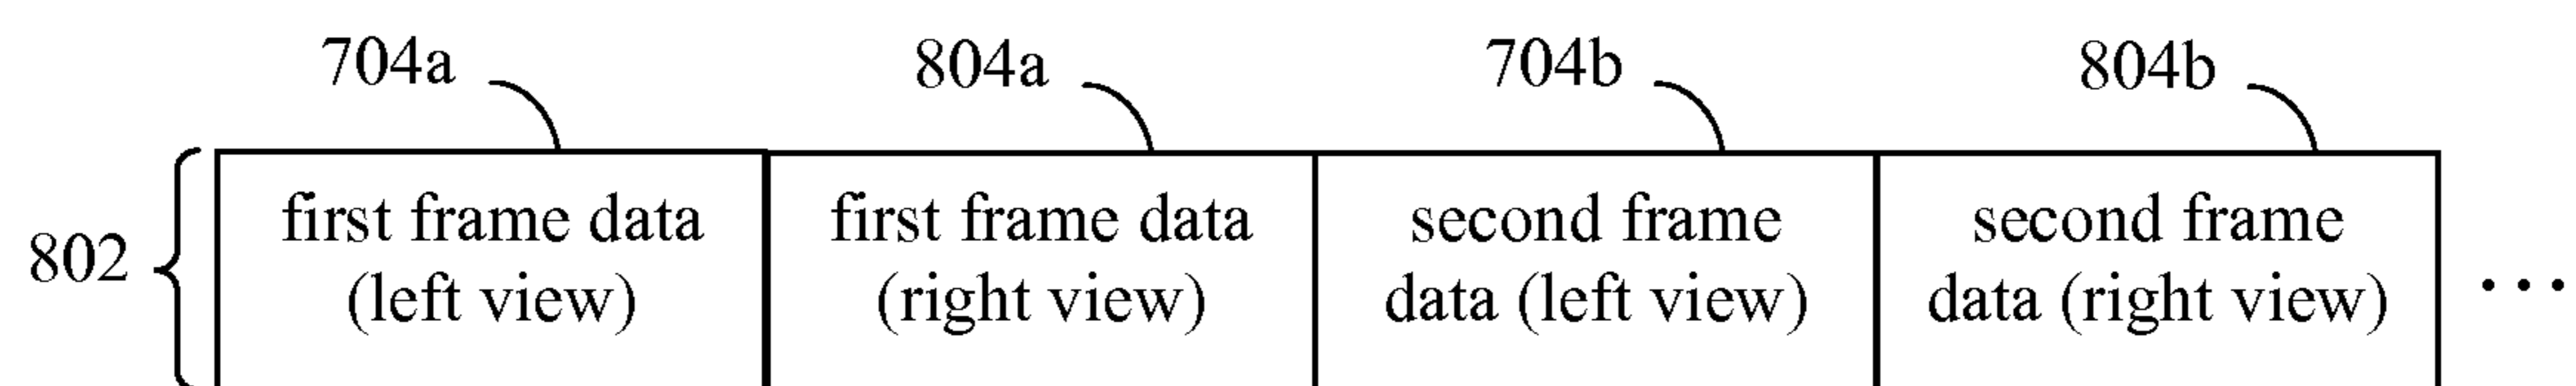 704a 804a 704b 804b
802
first frame data
(left view)
first frame data
(right view)
second frame
data (left view)
second frame
data (right view)
...